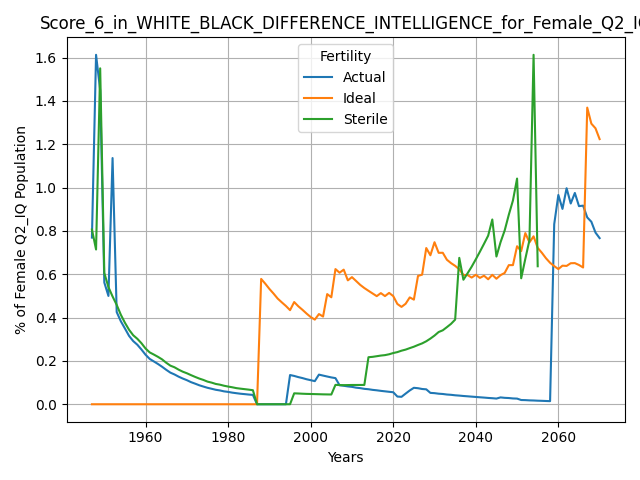 Score_6_in_WHITE_BLACK_DIFFERENCE_INTELLIGENCE_for_Female_Q2_IQ
Fertility
Actual
Ideal
Sterile
% of Female Q2_IQ Population
1.6
1.4
1.2
1.0
0.8
0.6
0.4
0.2
0.0
1960 1980 2000 2020 2040 2060
Years